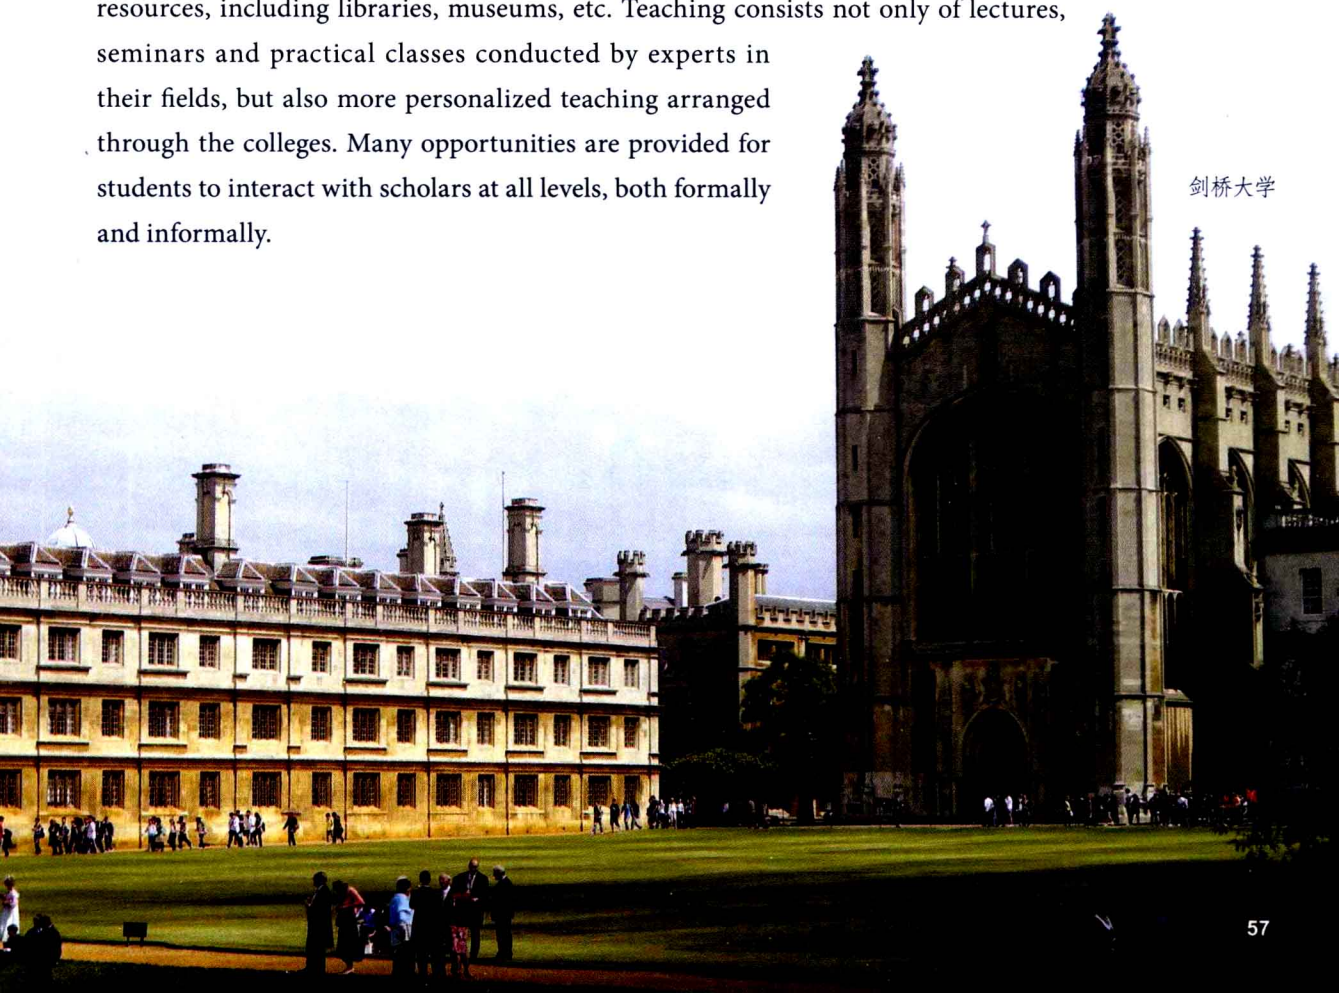 resources, including libraries, museums, etc. Teaching consists not only of lectures,
seminars and practical classes conducted by experts in
their fields, but also more personalized teaching arranged
through the colleges. Many opportunities are provided for
students to interact with scholars at all levels, both formally
and informally.
剑桥大学
57